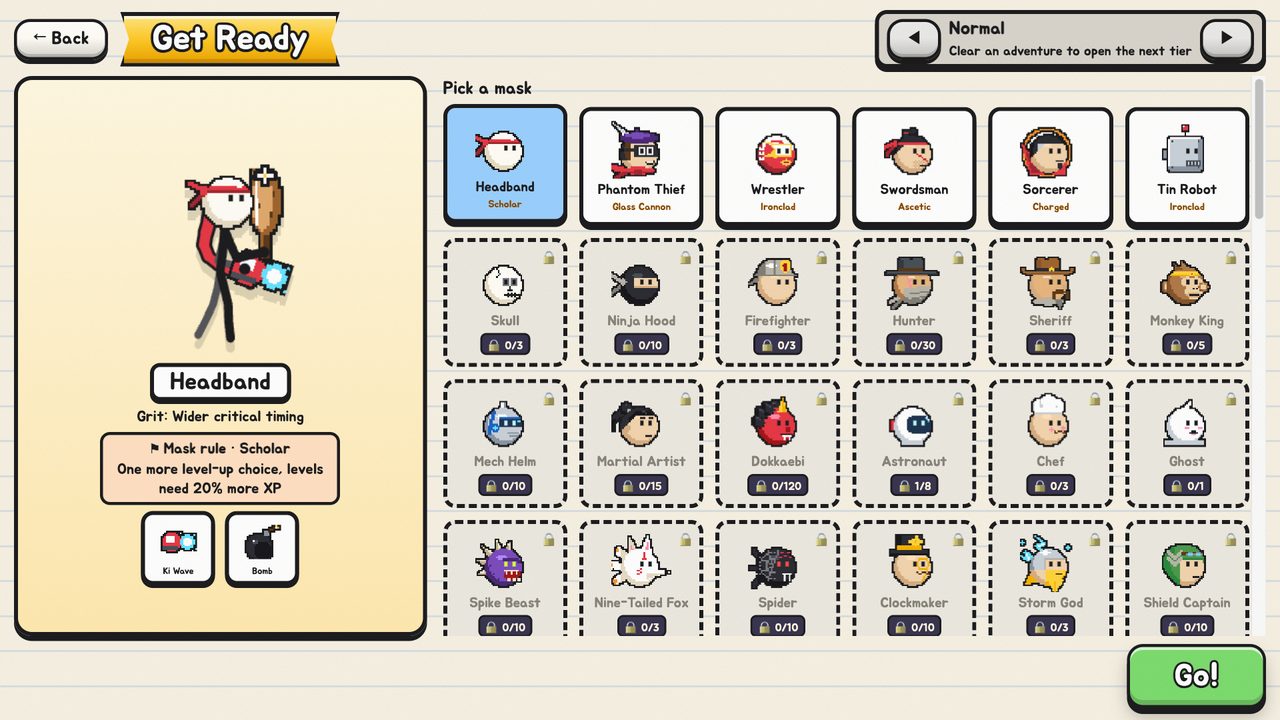 ← Back
Get Ready
Normal
Clear an adventure to open the next tier
Pick a mask
Headband
Scholar
Phantom Thief
Glass Cannon
Wrestler
Ironclad
Swordsman
Ascetic
Sorcerer
Charged
Tin Robot
Ironclad
Skull
0/3
Ninja Hood
0/10
Firefighter
0/3
Hunter
0/30
Sheriff
0/3
Monkey King
0/5
Mech Helm
0/10
Martial Artist
0/15
Dokkaebi
0/120
Astronaut
1/8
Chef
0/3
Ghost
0/1
Spike Beast
0/10
Nine-Tailed Fox
0/3
Spider
0/10
Clockmaker
0/10
Storm God
0/3
Shield Captain
0/10
Headband
Grit: Wider critical timing
Mask rule · Scholar
One more level-up choice, levels
need 20% more XP
Ki Wave
Bomb
Go!